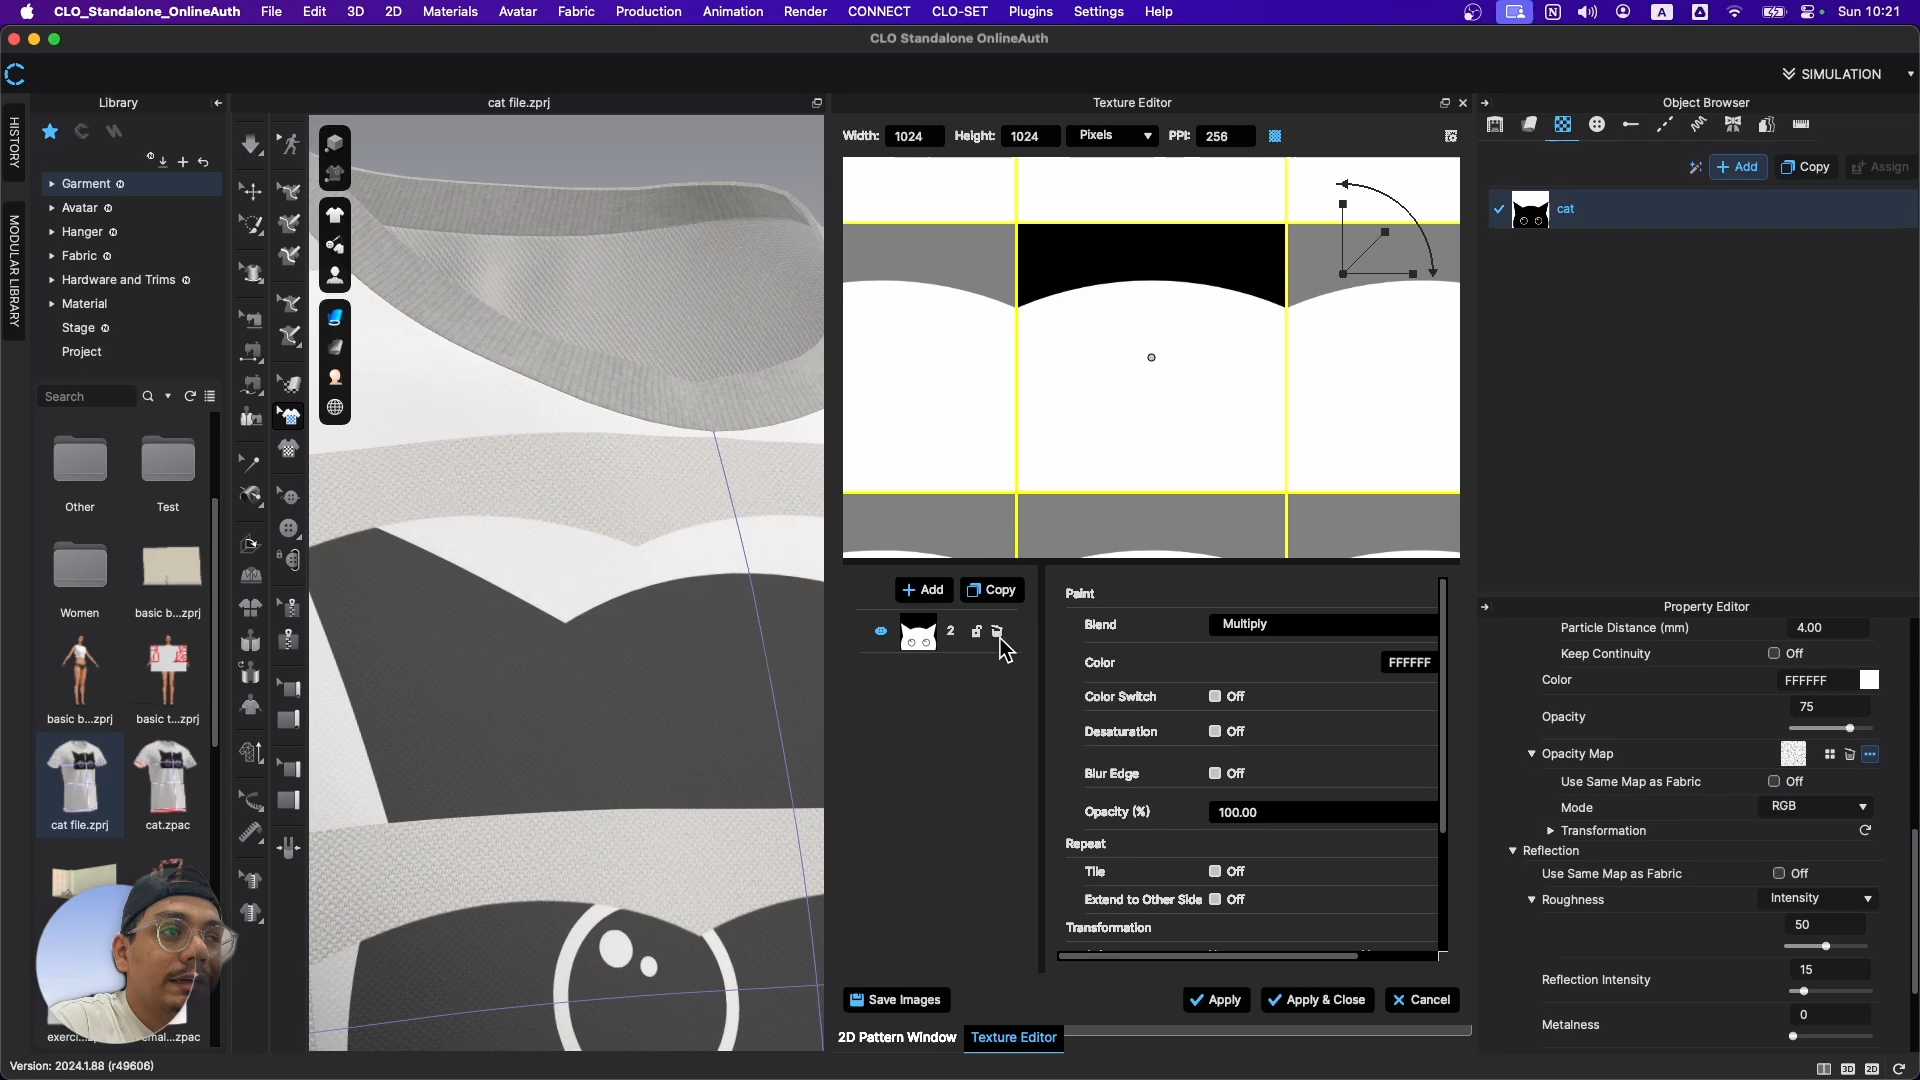 CLO_Standalone_OnlineAuth File Edit 3D 2D Materials Avatar Fabric Production Animation Render CONNECT CLO-SET Plugins Settings Help Sun 10:21
CLO Standalone OnlineAuth
SIMULATION
Library
cat file.zprj
Texture Editor
Object Browser
HISTORY
MODULAR LIBRARY
Garment
Avatar
Hanger
Fabric
Hardware and Trims
Material
Stage
Project
Search
Other
Test
Women
basic b...zprj
basic b...zprj
basic t...zprj
cat file.zprj
cat.zpac
exerci...
mal...zpac
Width: 1024 Height: 1024 Pixels PPI: 256
Add
Copy
2
Paint
Blend Multiply
Color FFFFFF
Color Switch Off
Desaturation Off
Blur Edge Off
Opacity (%) 100.00
Repeat
Tile Off
Extend to Other Side Off
Transformation
Save Images
Apply
Apply & Close
Cancel
2D Pattern Window
Texture Editor
Add
Copy
Assign
cat
Property Editor
Particle Distance (mm) 4.00
Keep Continuity Off
Color FFFFFF
Opacity 75
Opacity Map
Use Same Map as Fabric Off
Mode RGB
Transformation
Reflection
Use Same Map as Fabric Off
Roughness Intensity
50
Reflection Intensity 15
Metalness 0
Version: 2024.1.88 (r49606)
3D 2D